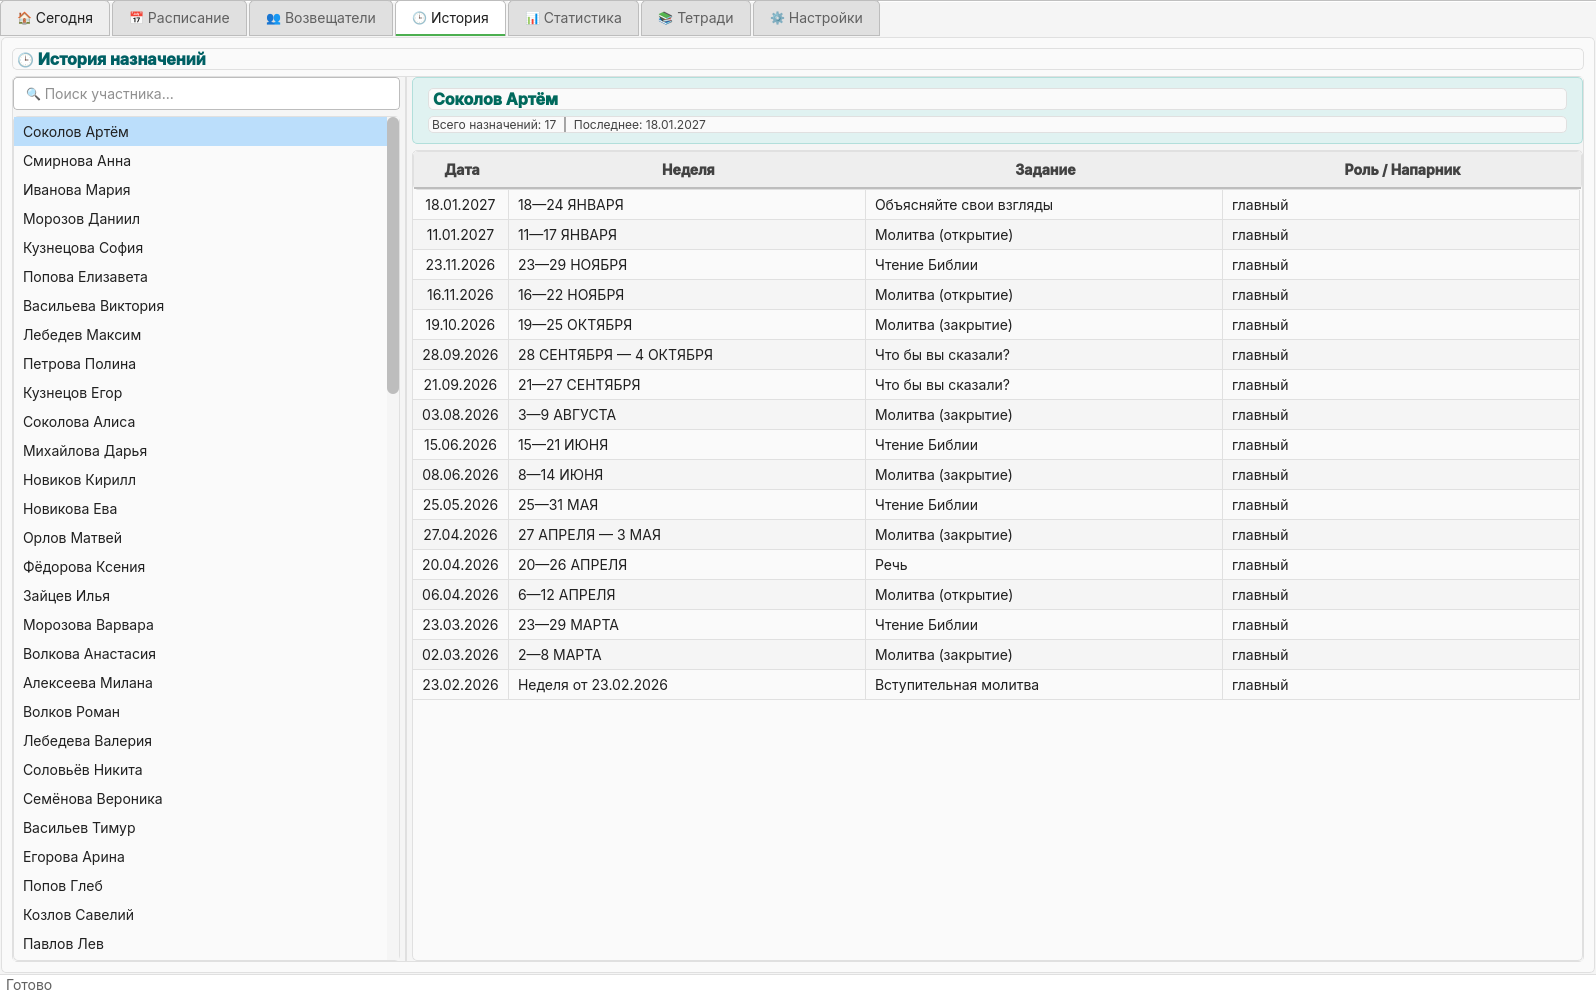 🏠 Сегодня 📅 Расписание 👥 Возвещатели 🕒 История 📊 Статистика 📚 Тетради ⚙️ Настройки
🕒 История назначений
🔍 Поиск участника...
Соколов Артём
Смирнова Анна
Иванова Мария
Морозов Даниил
Кузнецова София
Попова Елизавета
Васильева Виктория
Лебедев Максим
Петрова Полина
Кузнецов Егор
Соколова Алиса
Михайлова Дарья
Новиков Кирилл
Новикова Ева
Орлов Матвей
Фёдорова Ксения
Зайцев Илья
Морозова Варвара
Волкова Анастасия
Алексеева Милана
Волков Роман
Лебедева Валерия
Соловьёв Никита
Семёнова Вероника
Васильев Тимур
Егорова Арина
Попов Глеб
Козлов Савелий
Павлов Лев
Соколов Артём
Всего назначений: 17 | Последнее: 18.01.2027
Дата Неделя Задание Роль / Напарник
18.01.2027 18—24 ЯНВАРЯ Объясняйте свои взгляды главный
11.01.2027 11—17 ЯНВАРЯ Молитва (открытие) главный
23.11.2026 23—29 НОЯБРЯ Чтение Библии главный
16.11.2026 16—22 НОЯБРЯ Молитва (открытие) главный
19.10.2026 19—25 ОКТЯБРЯ Молитва (закрытие) главный
28.09.2026 28 СЕНТЯБРЯ — 4 ОКТЯБРЯ Что бы вы сказали? главный
21.09.2026 21—27 СЕНТЯБРЯ Что бы вы сказали? главный
03.08.2026 3—9 АВГУСТА Молитва (закрытие) главный
15.06.2026 15—21 ИЮНЯ Чтение Библии главный
08.06.2026 8—14 ИЮНЯ Молитва (закрытие) главный
25.05.2026 25—31 МАЯ Чтение Библии главный
27.04.2026 27 АПРЕЛЯ — 3 МАЯ Молитва (закрытие) главный
20.04.2026 20—26 АПРЕЛЯ Речь главный
06.04.2026 6—12 АПРЕЛЯ Молитва (открытие) главный
23.03.2026 23—29 МАРТА Чтение Библии главный
02.03.2026 2—8 МАРТА Молитва (закрытие) главный
23.02.2026 Неделя от 23.02.2026 Вступительная молитва главный
Готово